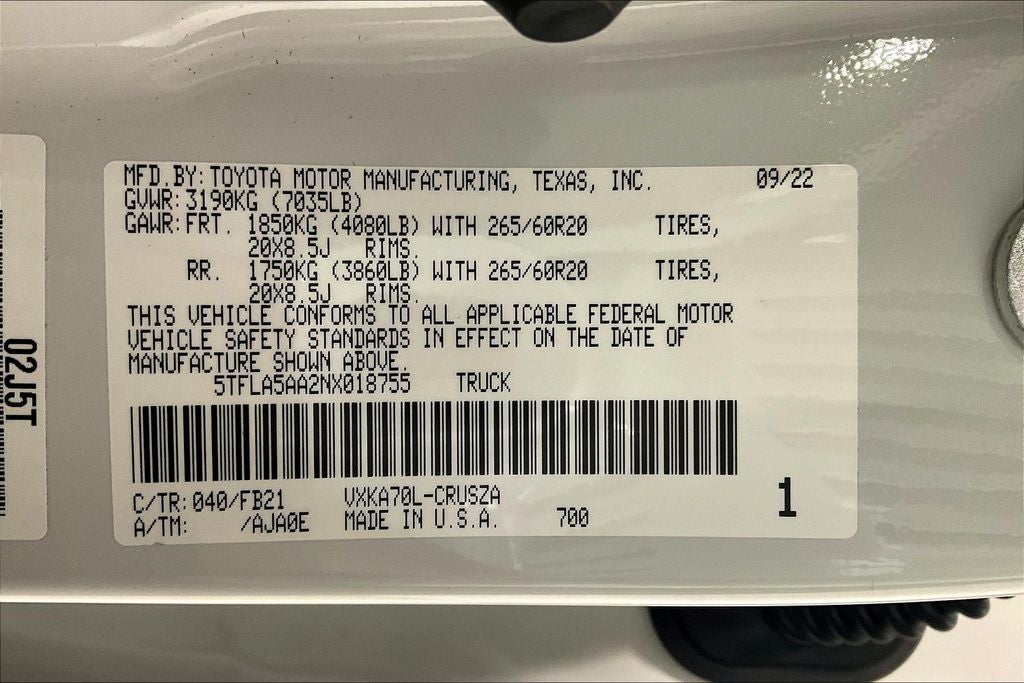 MFD.BY: TOYOTA MOTOR MANUFACTURING, TEXAS, INC. 09/22
GVWR: 3190KG (7035LB)
GAWR: FRT. 1850KG (4080LB) WITH 265/60R20 TIRES,
20X8.5J RIMS.
RR. 1750KG (3860LB) WITH 265/60R20 TIRES,
20X8.5J RIMS.
THIS VEHICLE CONFORMS TO ALL APPLICABLE FEDERAL MOTOR
VEHICLE SAFETY STANDARDS IN EFFECT ON THE DATE OF
MANUFACTURE SHOWN ABOVE.
5TFLA5AA2NX018755 TRUCK
C/TR: 040/FB21 VXKA70L-CRUSZA
A/TM: /AJA0E MADE IN U.S.A. 700
1
02J5T